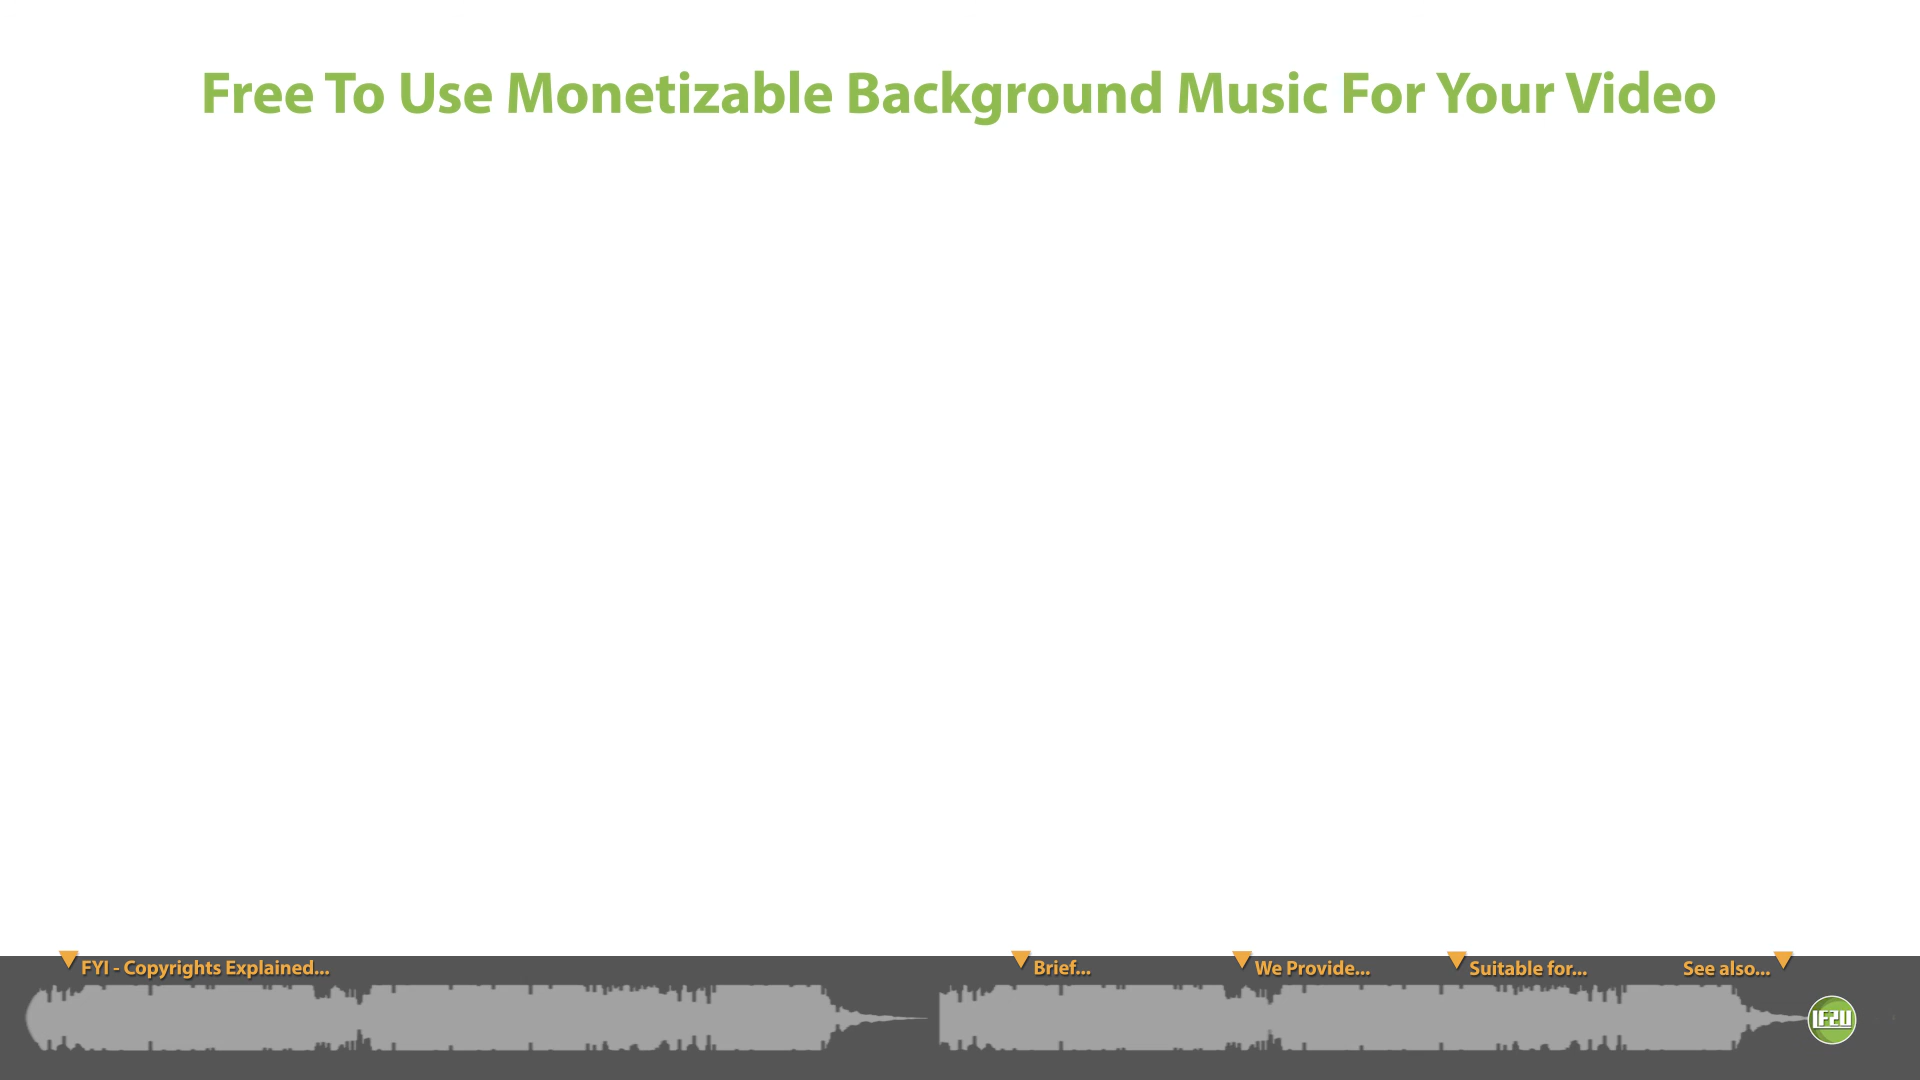 Free To Use Monetizable Background Music For Your Video
FYI - Copyrights Explained...
Brief...
We Provide...
Suitable for...
See also...
IF2U